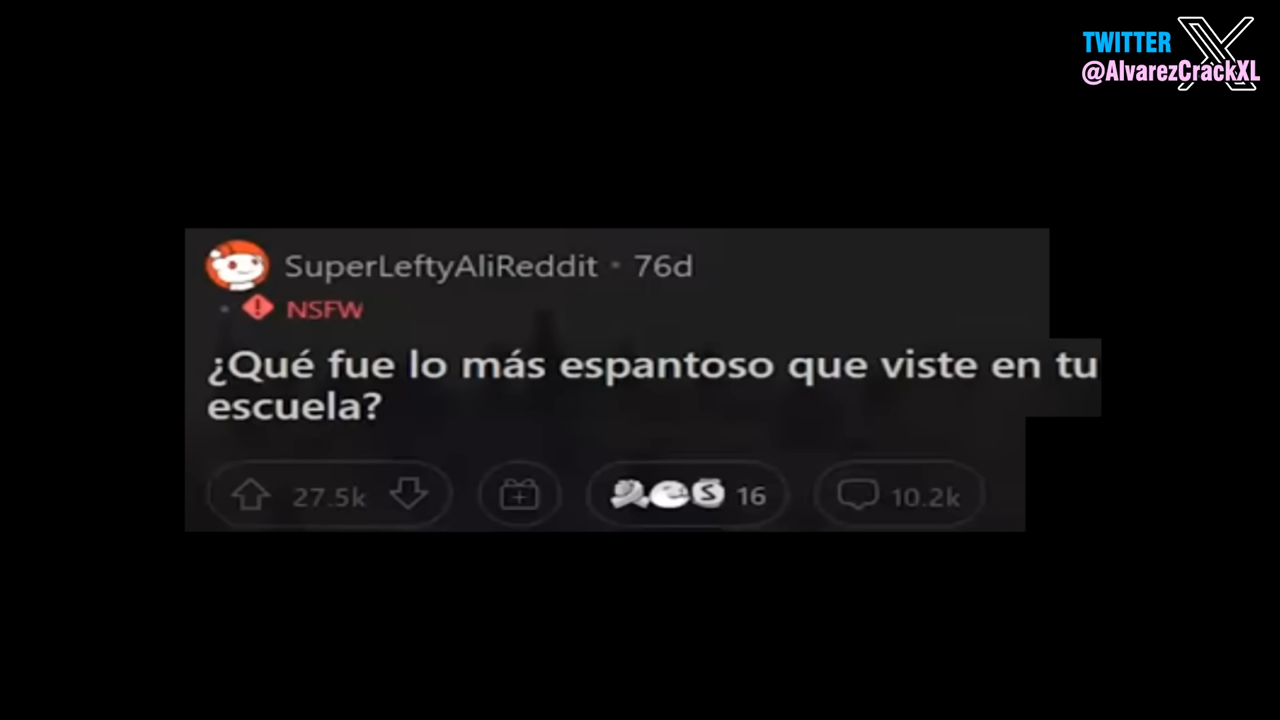 TWITTER
@AlvarezCrackXL
SuperLeftyAliReddit • 76d
• NSFW
¿Qué fue lo más espantoso que viste en tu
escuela?
27.5k 16 10.2k